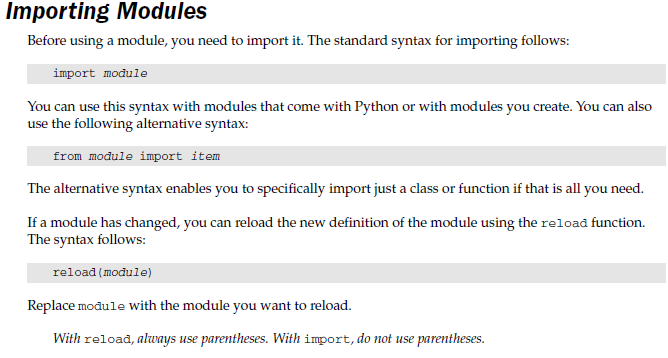 Importing Modules
Before using a module, you need to import it. The standard syntax for importing follows:
import module
You can use this syntax with modules that come with Python or with modules you create. You can also
use the following alternative syntax:
from module import item
The alternative syntax enables you to specifically import just a class or function if that is all you need.
If a module has changed, you can reload the new definition of the module using the reload function.
The syntax follows:
reload(module)
Replace module with the module you want to reload.
With reload, always use parentheses. With import, do not use parentheses.